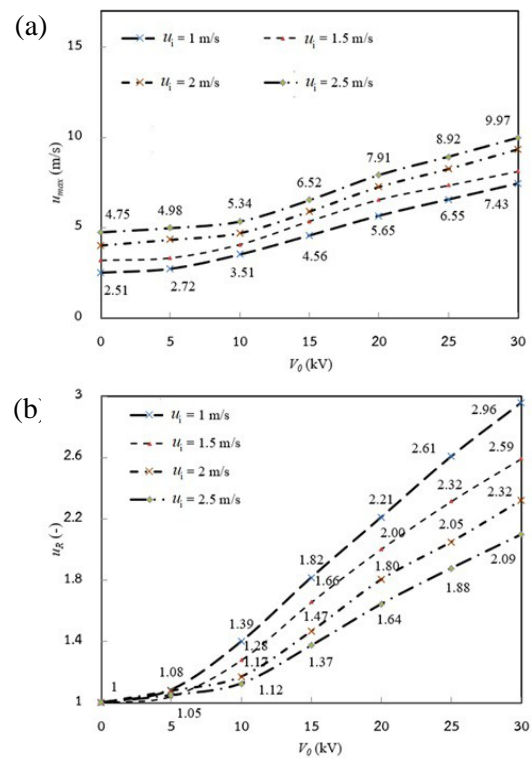 (a)
15
10
5
0
u_max (m/s)
u_i = 1 m/s
u_i = 1.5 m/s
u_i = 2 m/s
u_i = 2.5 m/s
4.75 4.98 5.34 6.52 7.91 8.92 9.97
2.51 2.72 3.51 4.56 5.65 6.55 7.43
0 5 10 15 20 25 30
V_0 (kV)
(b)
3
2.6
2.2
1.8
1.4
1
u_R (-)
u_i = 1 m/s
u_i = 1.5 m/s
u_i = 2 m/s
u_i = 2.5 m/s
1 1.08 1.39 1.82 2.21 2.61 2.96
1.28 1.66 2.00 2.32 2.59
1.17 1.47 1.80 2.05 2.32
1.05 1.12 1.37 1.64 1.88 2.09
0 5 10 15 20 25 30
V_0 (kV)